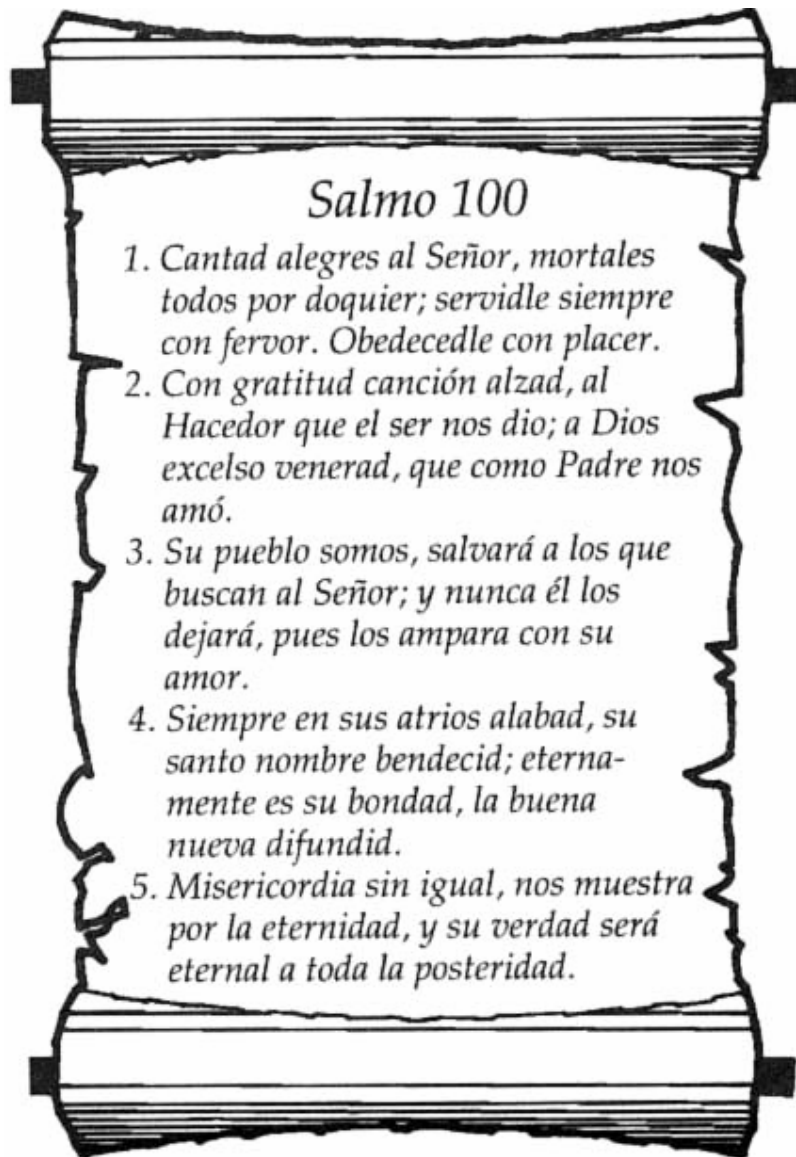 Salmo 100
1. Cantad alegres al Señor, mortales
todos por doquier; servidle siempre
con fervor. Obedecedle con placer.
2. Con gratitud canción alzad, al
Hacedor que el ser nos dio; a Dios
excelso venerad, que como Padre nos
amó.
3. Su pueblo somos, salvará a los que
buscan al Señor; y nunca él los
dejará, pues los ampara con su
amor.
4. Siempre en sus atrios alabad, su
santo nombre bendecid; eterna-
mente es su bondad, la buena
nueva difundid.
5. Misericordia sin igual, nos muestra
por la eternidad, y su verdad será
eternal a toda la posteridad.